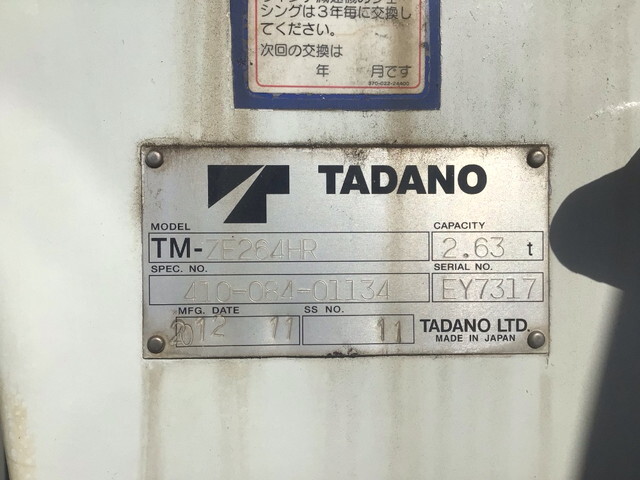 シングは3年毎に交換し
てください。
次回の交換は
年 月です
TADANO
MODEL CAPACITY
TM-ZE264HR 2.63 t
SPEC. NO. SERIAL NO.
410-084-01134 EY7317
MFG. DATE SS NO.
2012 11 11 TADANO LTD.
MADE IN JAPAN